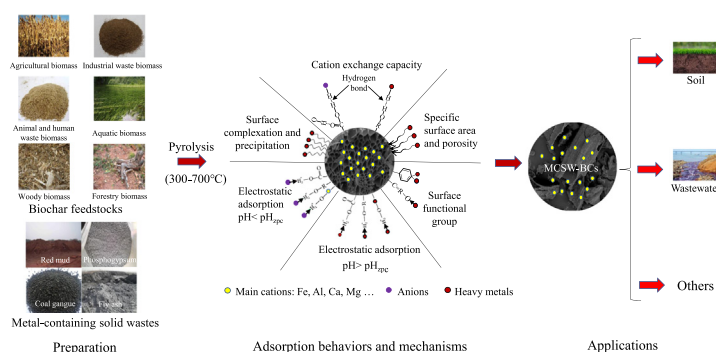 Agricultural biomass
Industrial waste biomass
Animal and human
waste biomass
Aquatic biomass
Woody biomass
Forestry biomass
Biochar feedstocks
Red mud
Phosphogypsum
Coal gangue
Fly ash
Metal-containing solid wastes
Preparation
Pyrolysis
(300-700℃)
Cation exchange capacity
Hydrogen
bond
Surface
complexation and
precipitation
Specific
surface area
and porosity
Electrostatic
adsorption
pH< pHzpc
Surface
functional
group
Electrostatic adsorption
pH> pHzpc
Main cations: Fe, Al, Ca, Mg …
Anions
Heavy metals
Adsorption behaviors and mechanisms
MCSW-BCs
Soil
Wastewate
Others
Applications